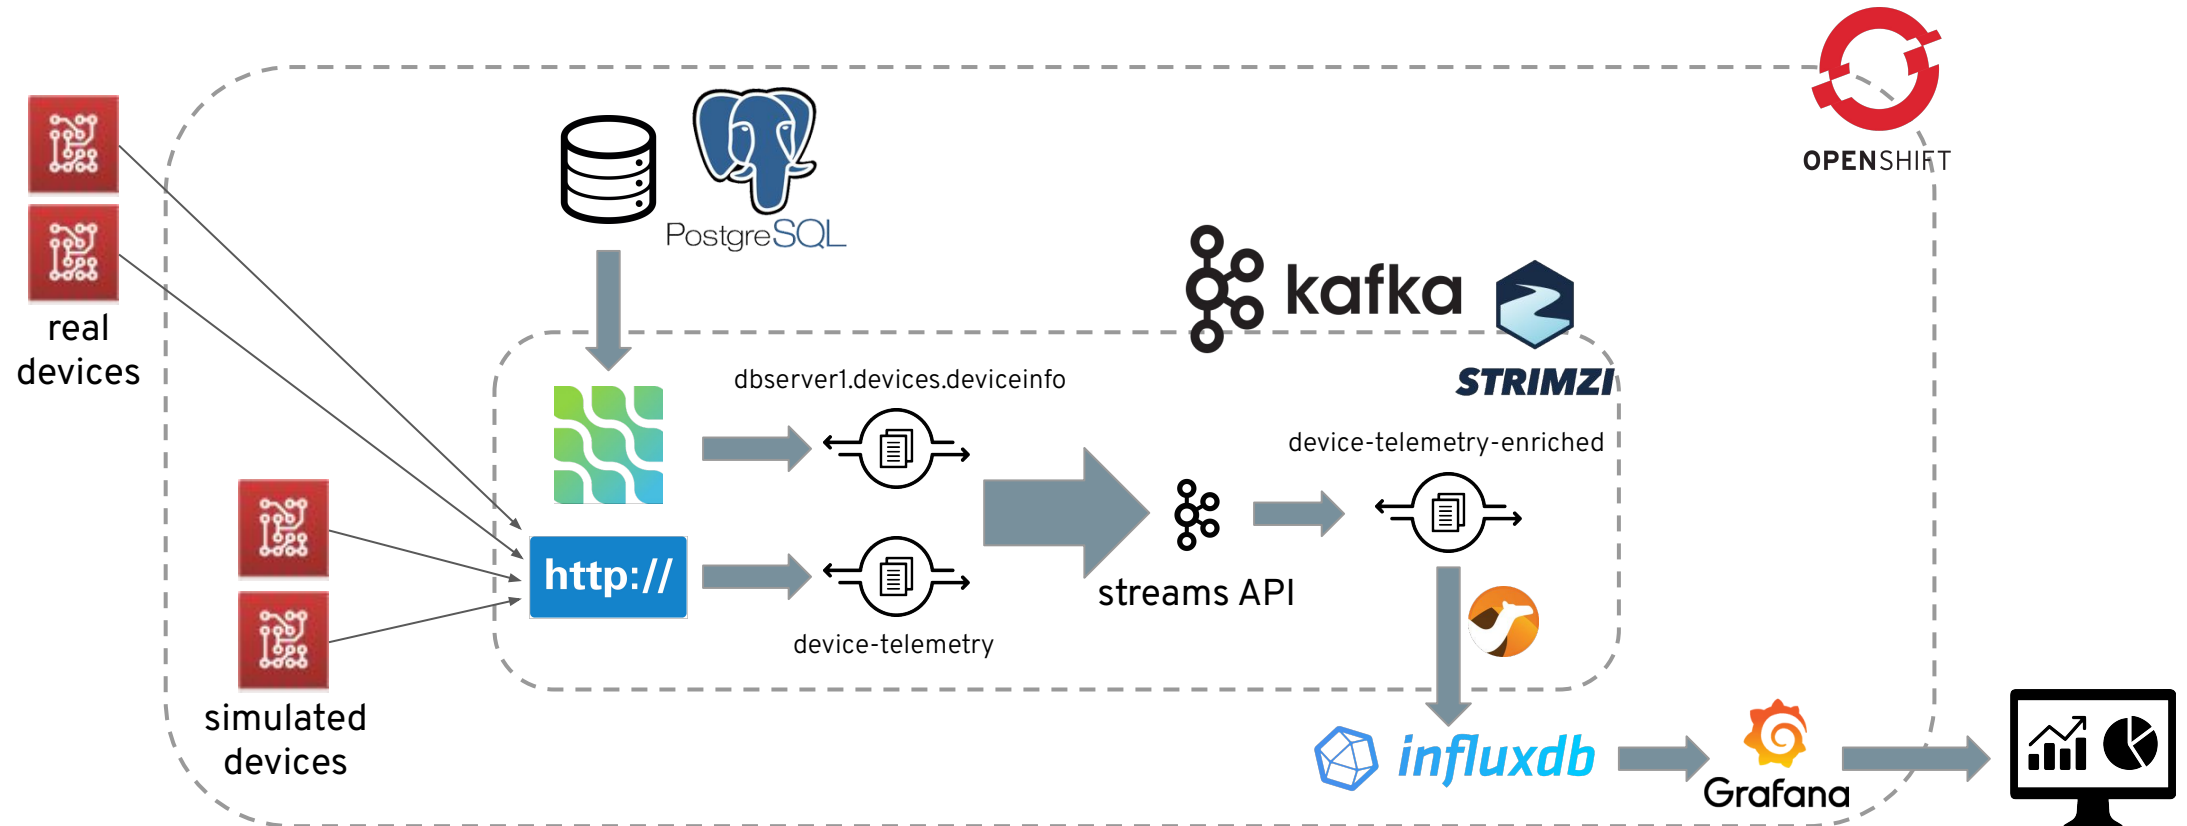 OPENSHIFT
PostgreSQL
real
devices
kafka
STRIMZI
dbserver1.devices.deviceinfo
device-telemetry-enriched
http://
streams API
device-telemetry
simulated
devices
influxdb
Grafana